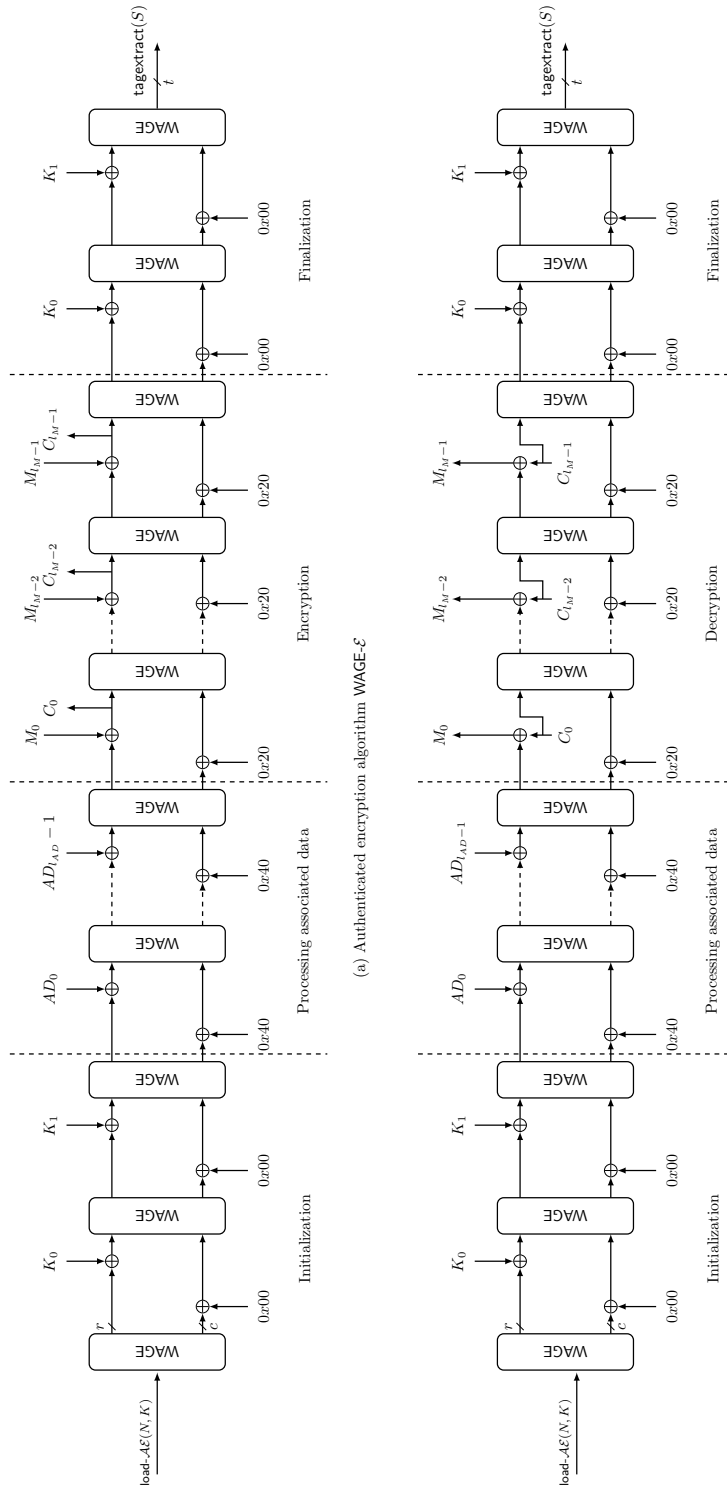 load-𝒜ℰ(N, K)
WAGE
r
c
K₀
0x00
WAGE
K₁
0x00
WAGE
Initialization
AD₀
0x40
WAGE
AD_{l_{AD}} − 1
0x40
WAGE
Processing associated data
M₀
C₀
0x20
WAGE
M_{l_M−2}
C_{l_M−2}
0x20
WAGE
M_{l_M−1}
C_{l_M−1}
0x20
WAGE
Encryption
K₀
0x00
WAGE
K₁
0x00
WAGE
Finalization
tagextract(S)
t
(a) Authenticated encryption algorithm WAGE-ℰ
load-𝒜ℰ(N, K)
WAGE
r
c
K₀
0x00
WAGE
K₁
0x00
WAGE
Initialization
AD₀
0x40
WAGE
AD_{l_{AD}−1}
0x40
WAGE
Processing associated data
M₀
C₀
0x20
WAGE
M_{l_M−2}
C_{l_M−2}
0x20
WAGE
M_{l_M−1}
C_{l_M−1}
0x20
WAGE
Decryption
K₀
0x00
WAGE
K₁
0x00
WAGE
Finalization
tagextract(S)
t